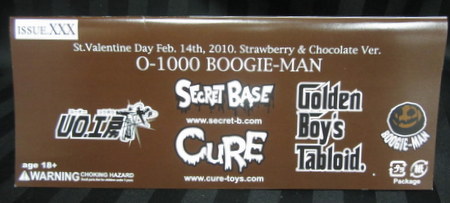 ISSUE XXX
St.Valentine Day Feb. 14th, 2010. Strawberry & Chocolate Ver.
O-1000 BOOGIE-MAN
SECRET BASE
www.secret-b.com
CURE
www.cure-toys.com
Golden
Boy's
Tabloid.
BOOGIE-MAN
age 18+
WARNING CHOKING HAZARD
Package